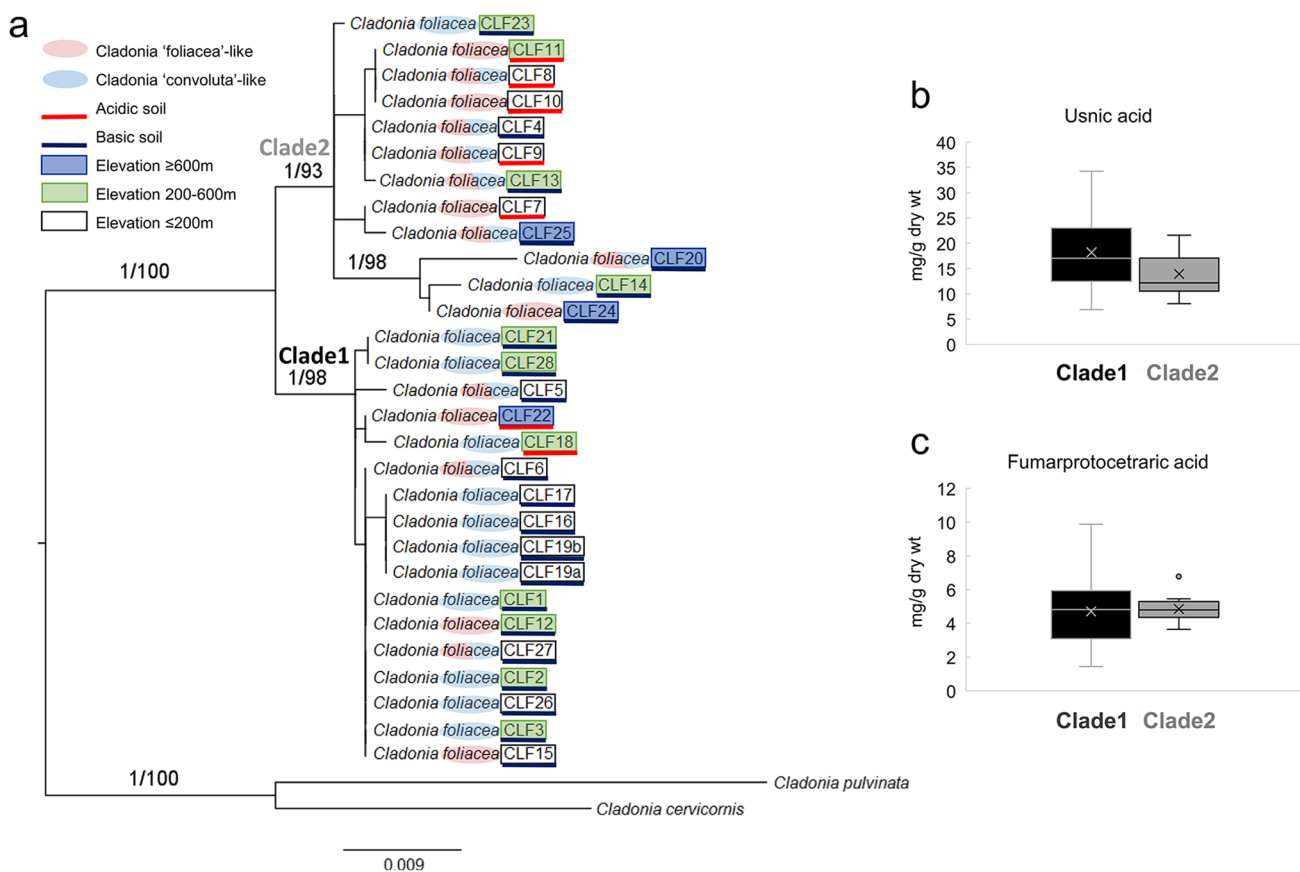 a
Cladonia 'foliacea'-like
Cladonia 'convoluta'-like
Acidic soil
Basic soil
Elevation ≥600m
Elevation 200-600m
Elevation ≤200m
Clade2
1/93
1/100
1/98
Clade1
1/98
1/100
Cladonia foliacea CLF23
Cladonia foliacea CLF11
Cladonia foliacea CLF8
Cladonia foliacea CLF10
Cladonia foliacea CLF4
Cladonia foliacea CLF9
Cladonia foliacea CLF13
Cladonia foliacea CLF7
Cladonia foliacea CLF25
Cladonia foliacea CLF20
Cladonia foliacea CLF14
Cladonia foliacea CLF24
Cladonia foliacea CLF21
Cladonia foliacea CLF28
Cladonia foliacea CLF5
Cladonia foliacea CLF22
Cladonia foliacea CLF18
Cladonia foliacea CLF6
Cladonia foliacea CLF17
Cladonia foliacea CLF16
Cladonia foliacea CLF19b
Cladonia foliacea CLF19a
Cladonia foliacea CLF1
Cladonia foliacea CLF12
Cladonia foliacea CLF27
Cladonia foliacea CLF2
Cladonia foliacea CLF26
Cladonia foliacea CLF3
Cladonia foliacea CLF15
Cladonia pulvinata
Cladonia cervicornis
0.009
b
Usnic acid
mg/g dry wt
40
35
30
25
20
15
10
5
0
Clade1 Clade2
c
Fumarprotocetraric acid
mg/g dry wt
12
10
8
6
4
2
0
Clade1 Clade2